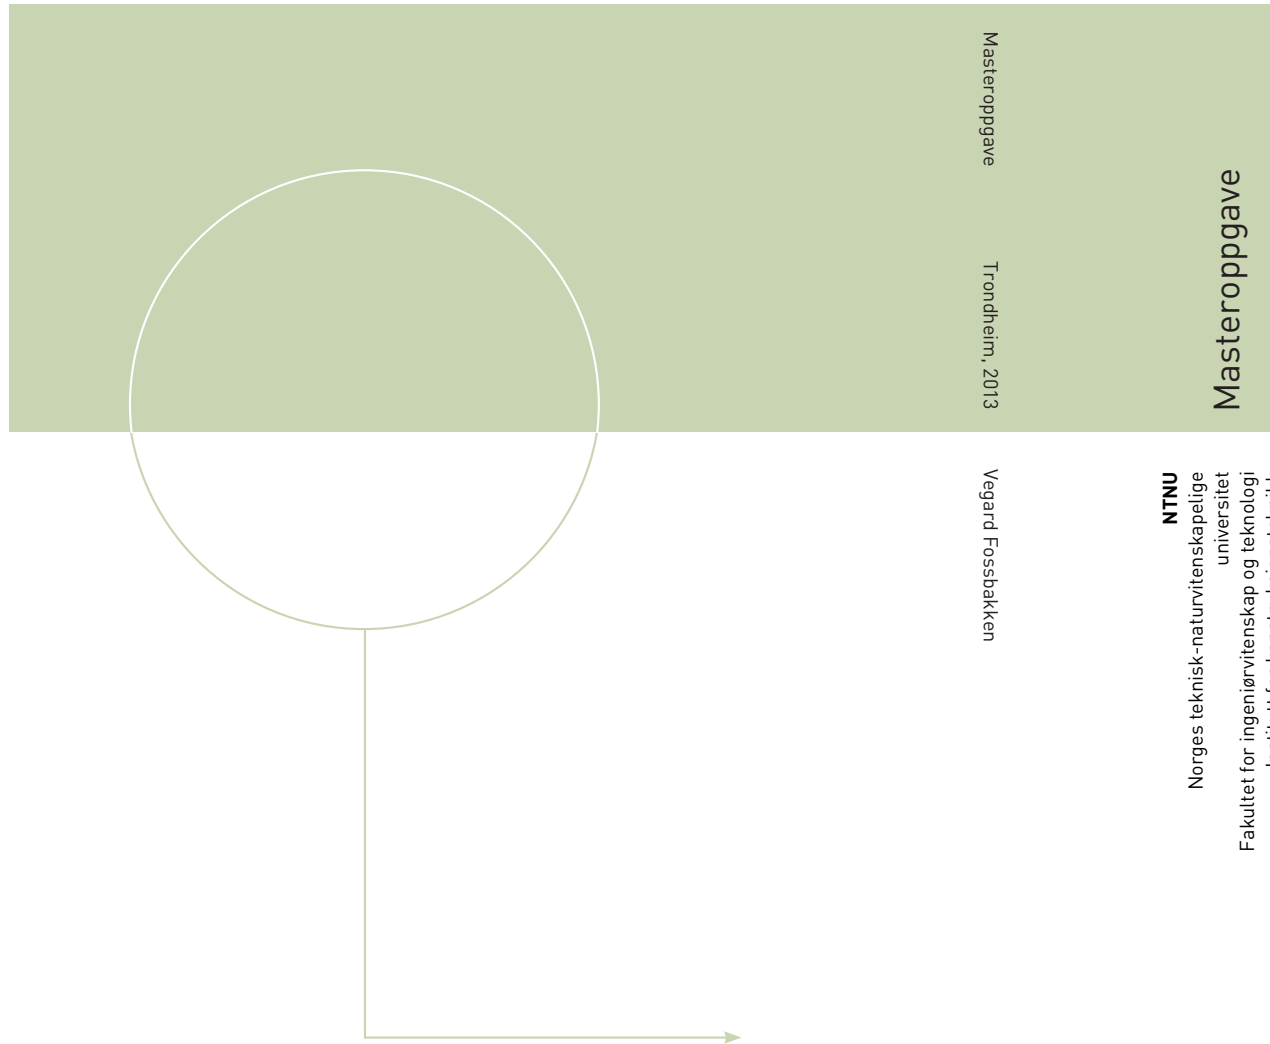 Masteroppgave
Trondheim, 2013
Vegard Fossbakken
Masteroppgave
NTNU
Norges teknisk-naturvitenskapelige
universitet
Fakultet for ingeniørvitenskap og teknologi